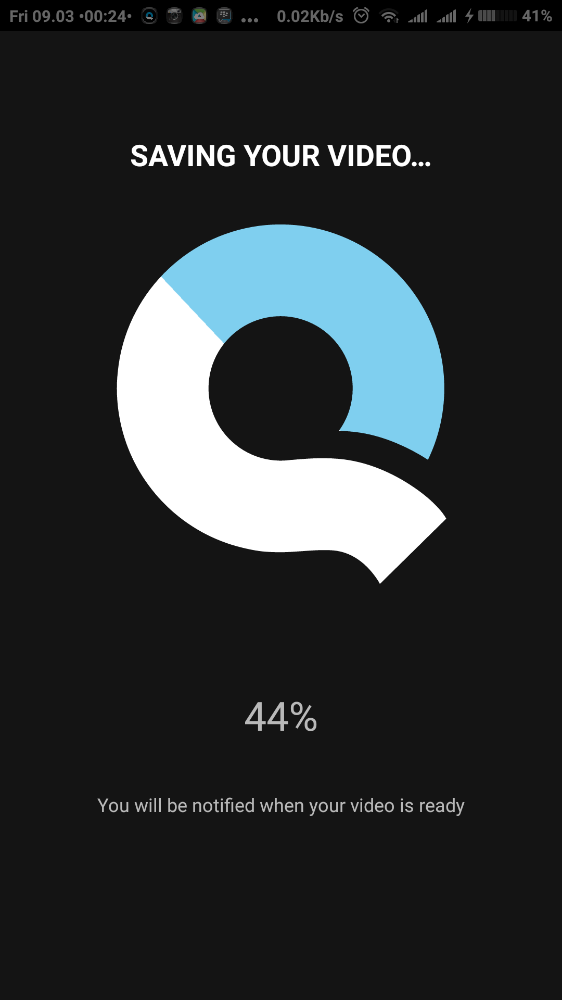 Fri 09.03 •00:24• ... 0.02Kb/s 41%
SAVING YOUR VIDEO...
44%
You will be notified when your video is ready